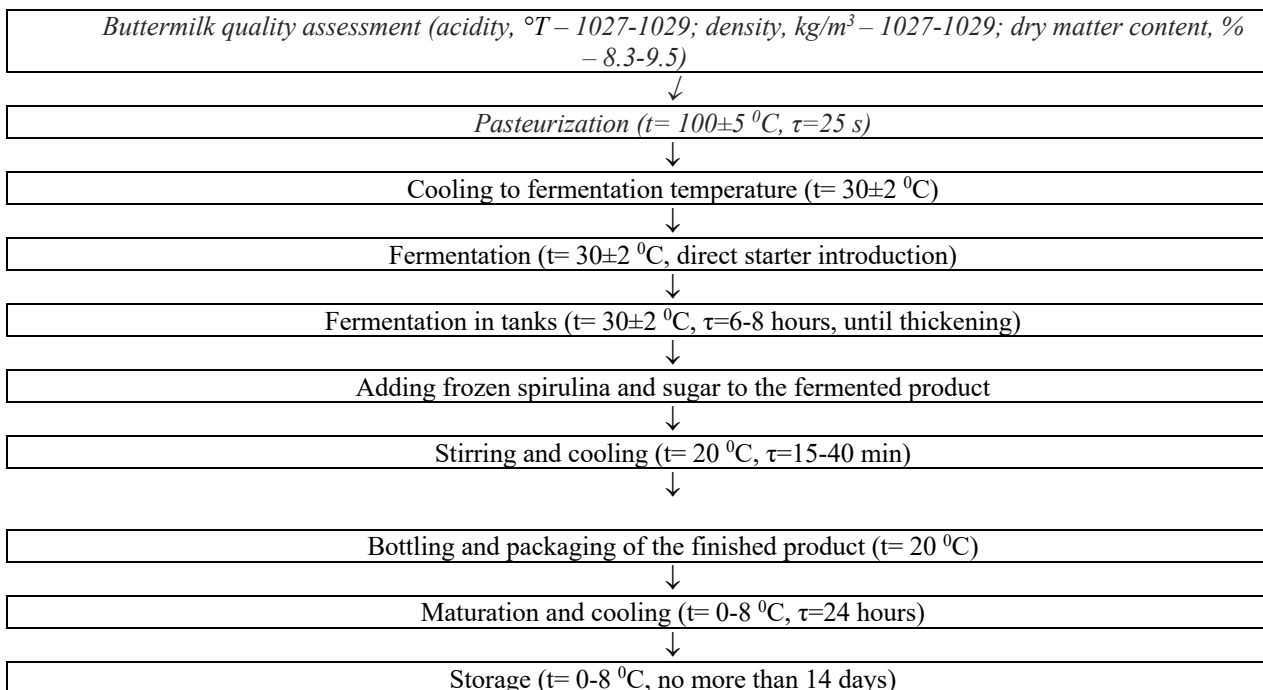 Buttermilk quality assessment (acidity, °T – 1027-1029; density, kg/m³ – 1027-1029; dry matter content, %
– 8.3-9.5)
↓
Pasteurization (t= 100±5 ⁰C, τ=25 s)
↓
Cooling to fermentation temperature (t= 30±2 ⁰C)
↓
Fermentation (t= 30±2 ⁰C, direct starter introduction)
↓
Fermentation in tanks (t= 30±2 ⁰C, τ=6-8 hours, until thickening)
↓
Adding frozen spirulina and sugar to the fermented product
↓
Stirring and cooling (t= 20 ⁰C, τ=15-40 min)
↓
Bottling and packaging of the finished product (t= 20 ⁰C)
↓
Maturation and cooling (t= 0-8 ⁰C, τ=24 hours)
↓
Storage (t= 0-8 ⁰C, no more than 14 days)